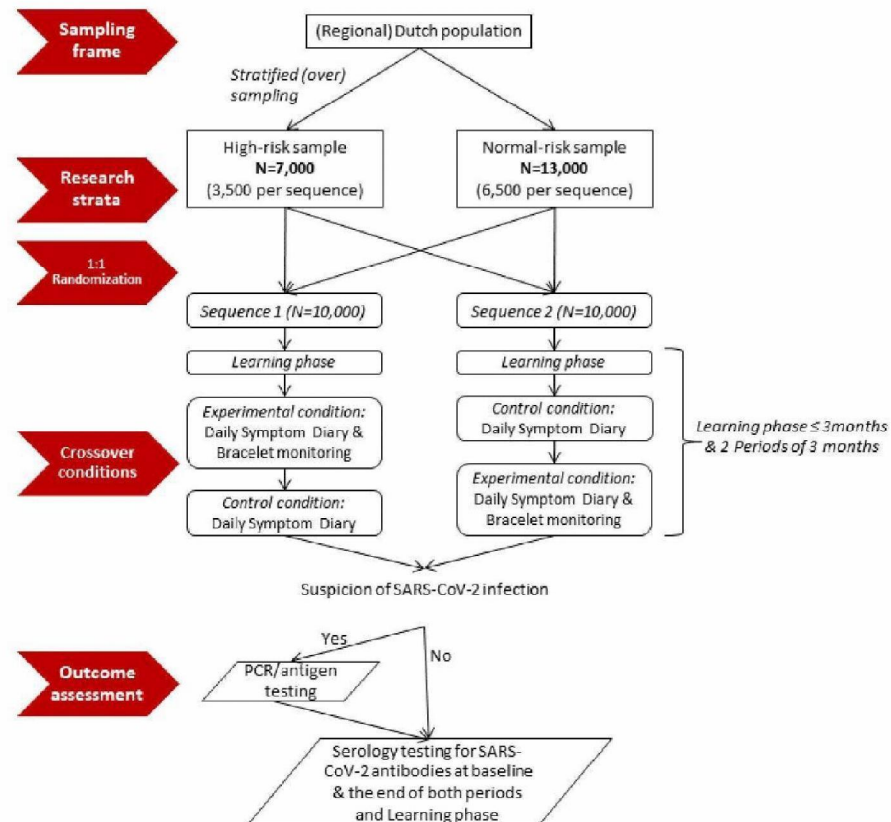 Sampling
frame
(Regional) Dutch population
Stratified (over)
sampling
Research
strata
High-risk sample
N=7,000
(3,500 per sequence)
Normal-risk sample
N=13,000
(6,500 per sequence)
1:1
Randomization
Sequence 1 (N=10,000)
Sequence 2 (N=10,000)
Learning phase
Learning phase
Crossover
conditions
Experimental condition:
Daily Symptom Diary &
Bracelet monitoring
Control condition:
Daily Symptom Diary
Control condition:
Daily Symptom Diary
Experimental condition:
Daily Symptom Diary &
Bracelet monitoring
Learning phase ≤ 3months
& 2 Periods of 3 months
Suspicion of SARS-CoV-2 infection
Outcome
assessment
Yes
No
PCR/antigen
testing
Serology testing for SARS-
CoV-2 antibodies at baseline
& the end of both periods
and Learning phase